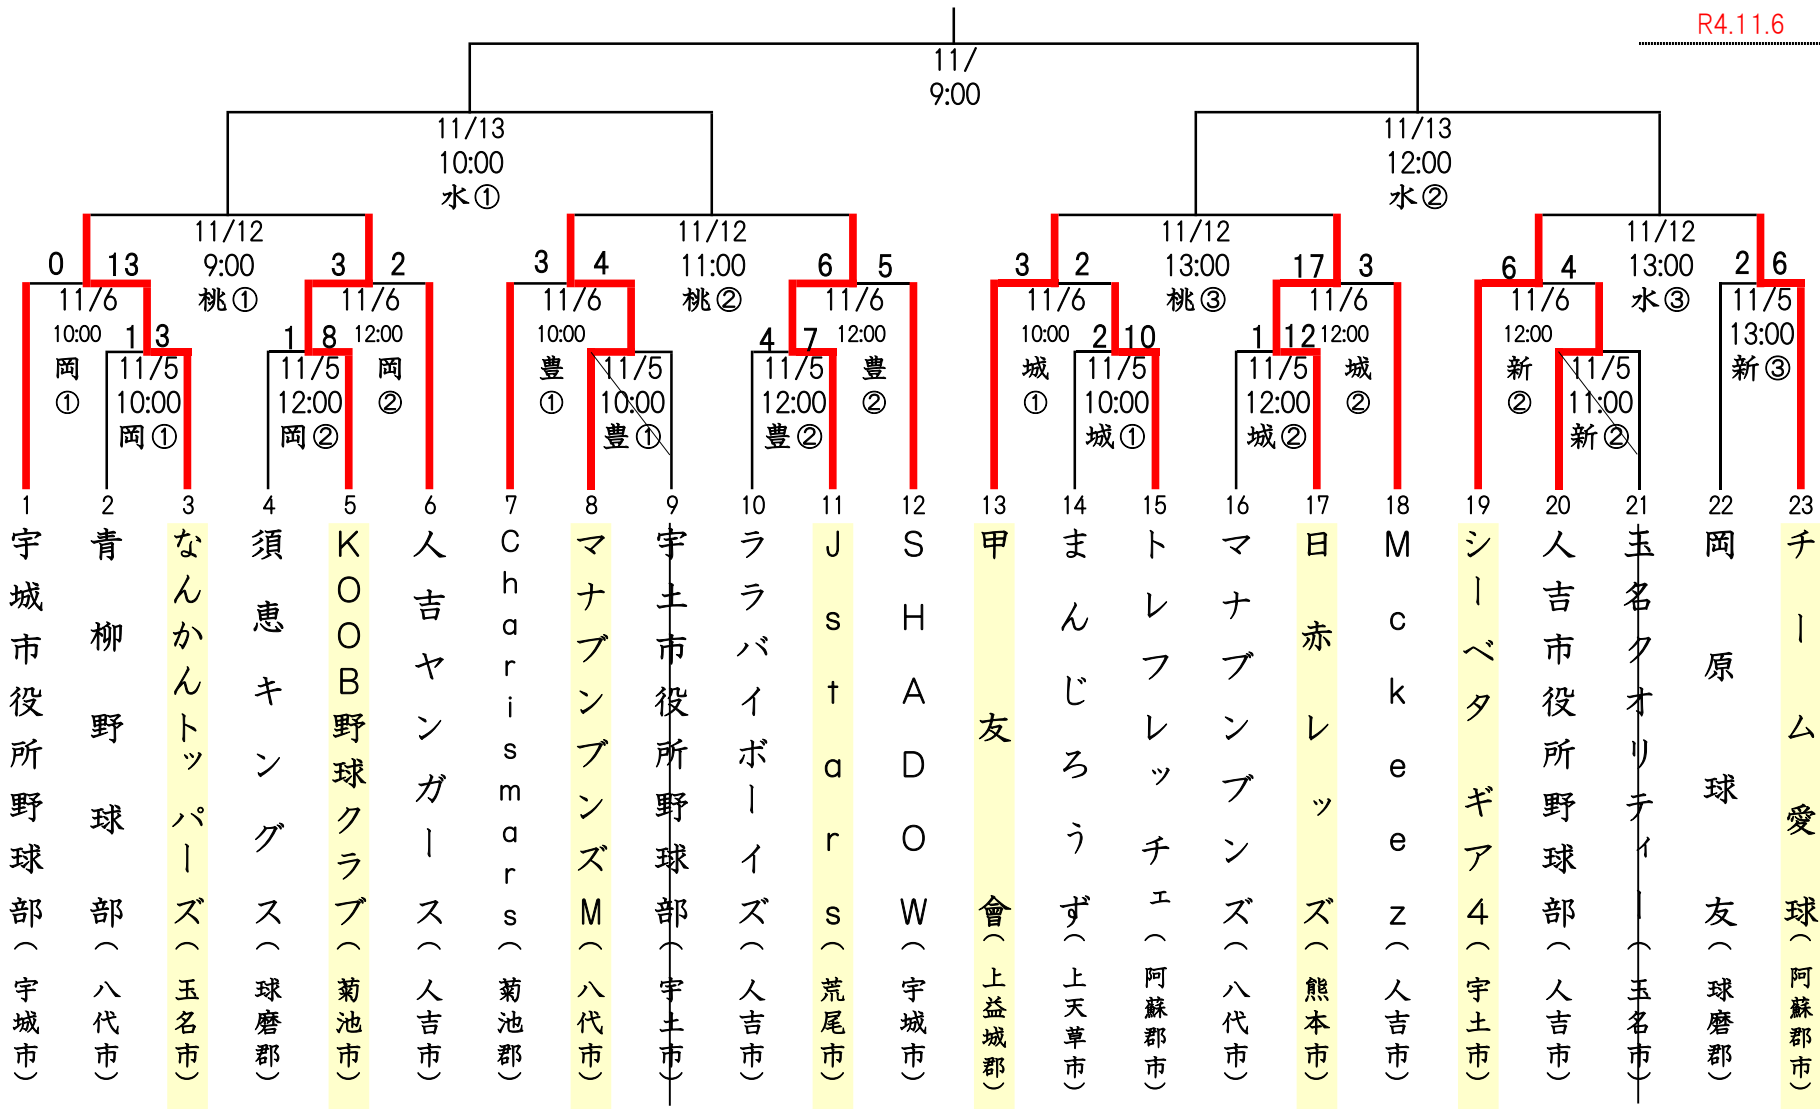 R4.11.6
11/
9:00
11/13
10:00
水①
11/13
12:00
水②
11/12
9:00
桃①
11/12
11:00
桃②
11/12
13:00
桃③
11/12
13:00
水③
0 13
11/6
10:00
岡①
3 2
11/6
12:00
岡②
3 4
11/6
10:00
豊①
6 5
11/6
12:00
豊②
3 2
11/6
10:00
城①
17 3
11/6
12:00
城②
6 4
11/6
12:00
新②
2 6
11/5
13:00
新③
1 3
11/5
10:00
岡①
1 8
11/5
12:00
岡②
11/5
10:00
豊①
4 7
11/5
12:00
豊②
2 10
11/5
10:00
城①
1 12
11/5
12:00
城②
11/5
11:00
新②
1 宇城市役所野球部(宇城市)
2 青柳野球部(八代市)
3 なんかんトッパーズ(玉名市)
4 須恵キングス(球磨郡)
5 KOOB野球クラブ(菊池市)
6 人吉ヤンガース(人吉市)
7 Charismars(菊池郡)
8 マナブンブンズM(八代市)
9 宇土市役所野球部(宇土市)
10 ララバイボーイズ(人吉市)
11 Jstars(荒尾市)
12 SHADOW(宇城市)
13 甲友會(上益城郡)
14 まんじろうず(上天草市)
15 トレフレッチェ(阿蘇郡市)
16 マナブンブンズ(八代市)
17 日赤レッズ(熊本市)
18 Mckeez(人吉市)
19 シーベタギア4(宇土市)
20 人吉市役所野球部(人吉市)
21 玉名クオリティー(玉名市)
22 岡原球友(球磨郡)
23 チーム愛球(阿蘇郡市)